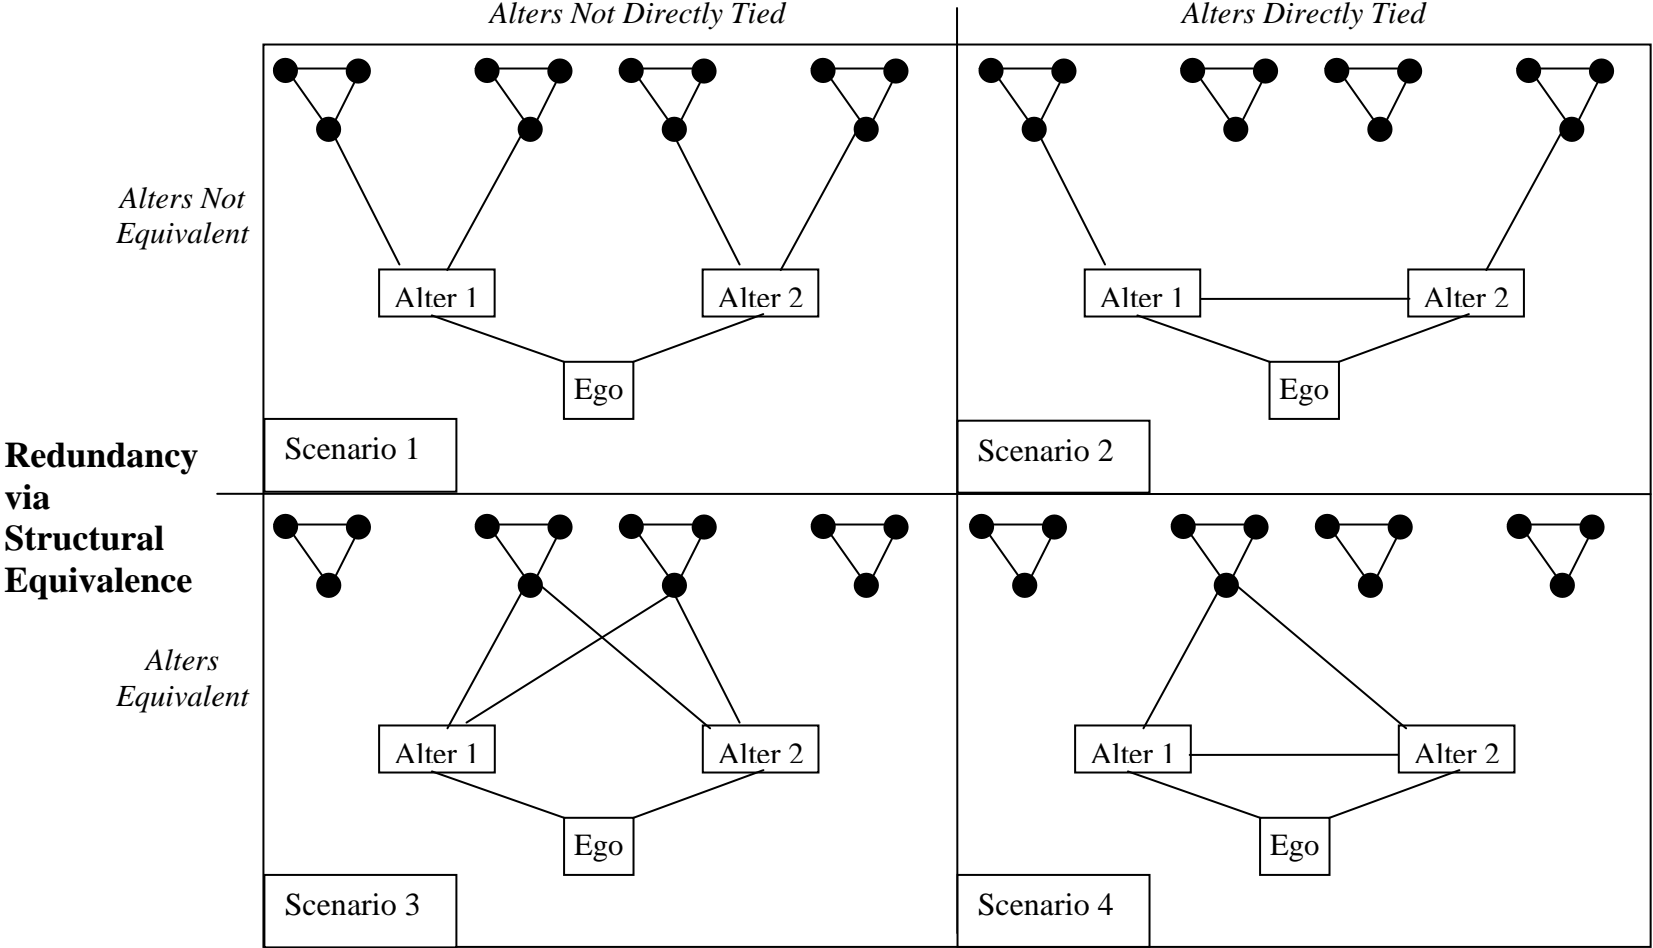 Alters Not Directly Tied
Alters Directly Tied
Alters Not
Equivalent
Alter 1
Alter 2
Ego
Scenario 1
Alter 1
Alter 2
Ego
Scenario 2
Redundancy
via
Structural
Equivalence
Alters
Equivalent
Alter 1
Alter 2
Ego
Scenario 3
Alter 1
Alter 2
Ego
Scenario 4